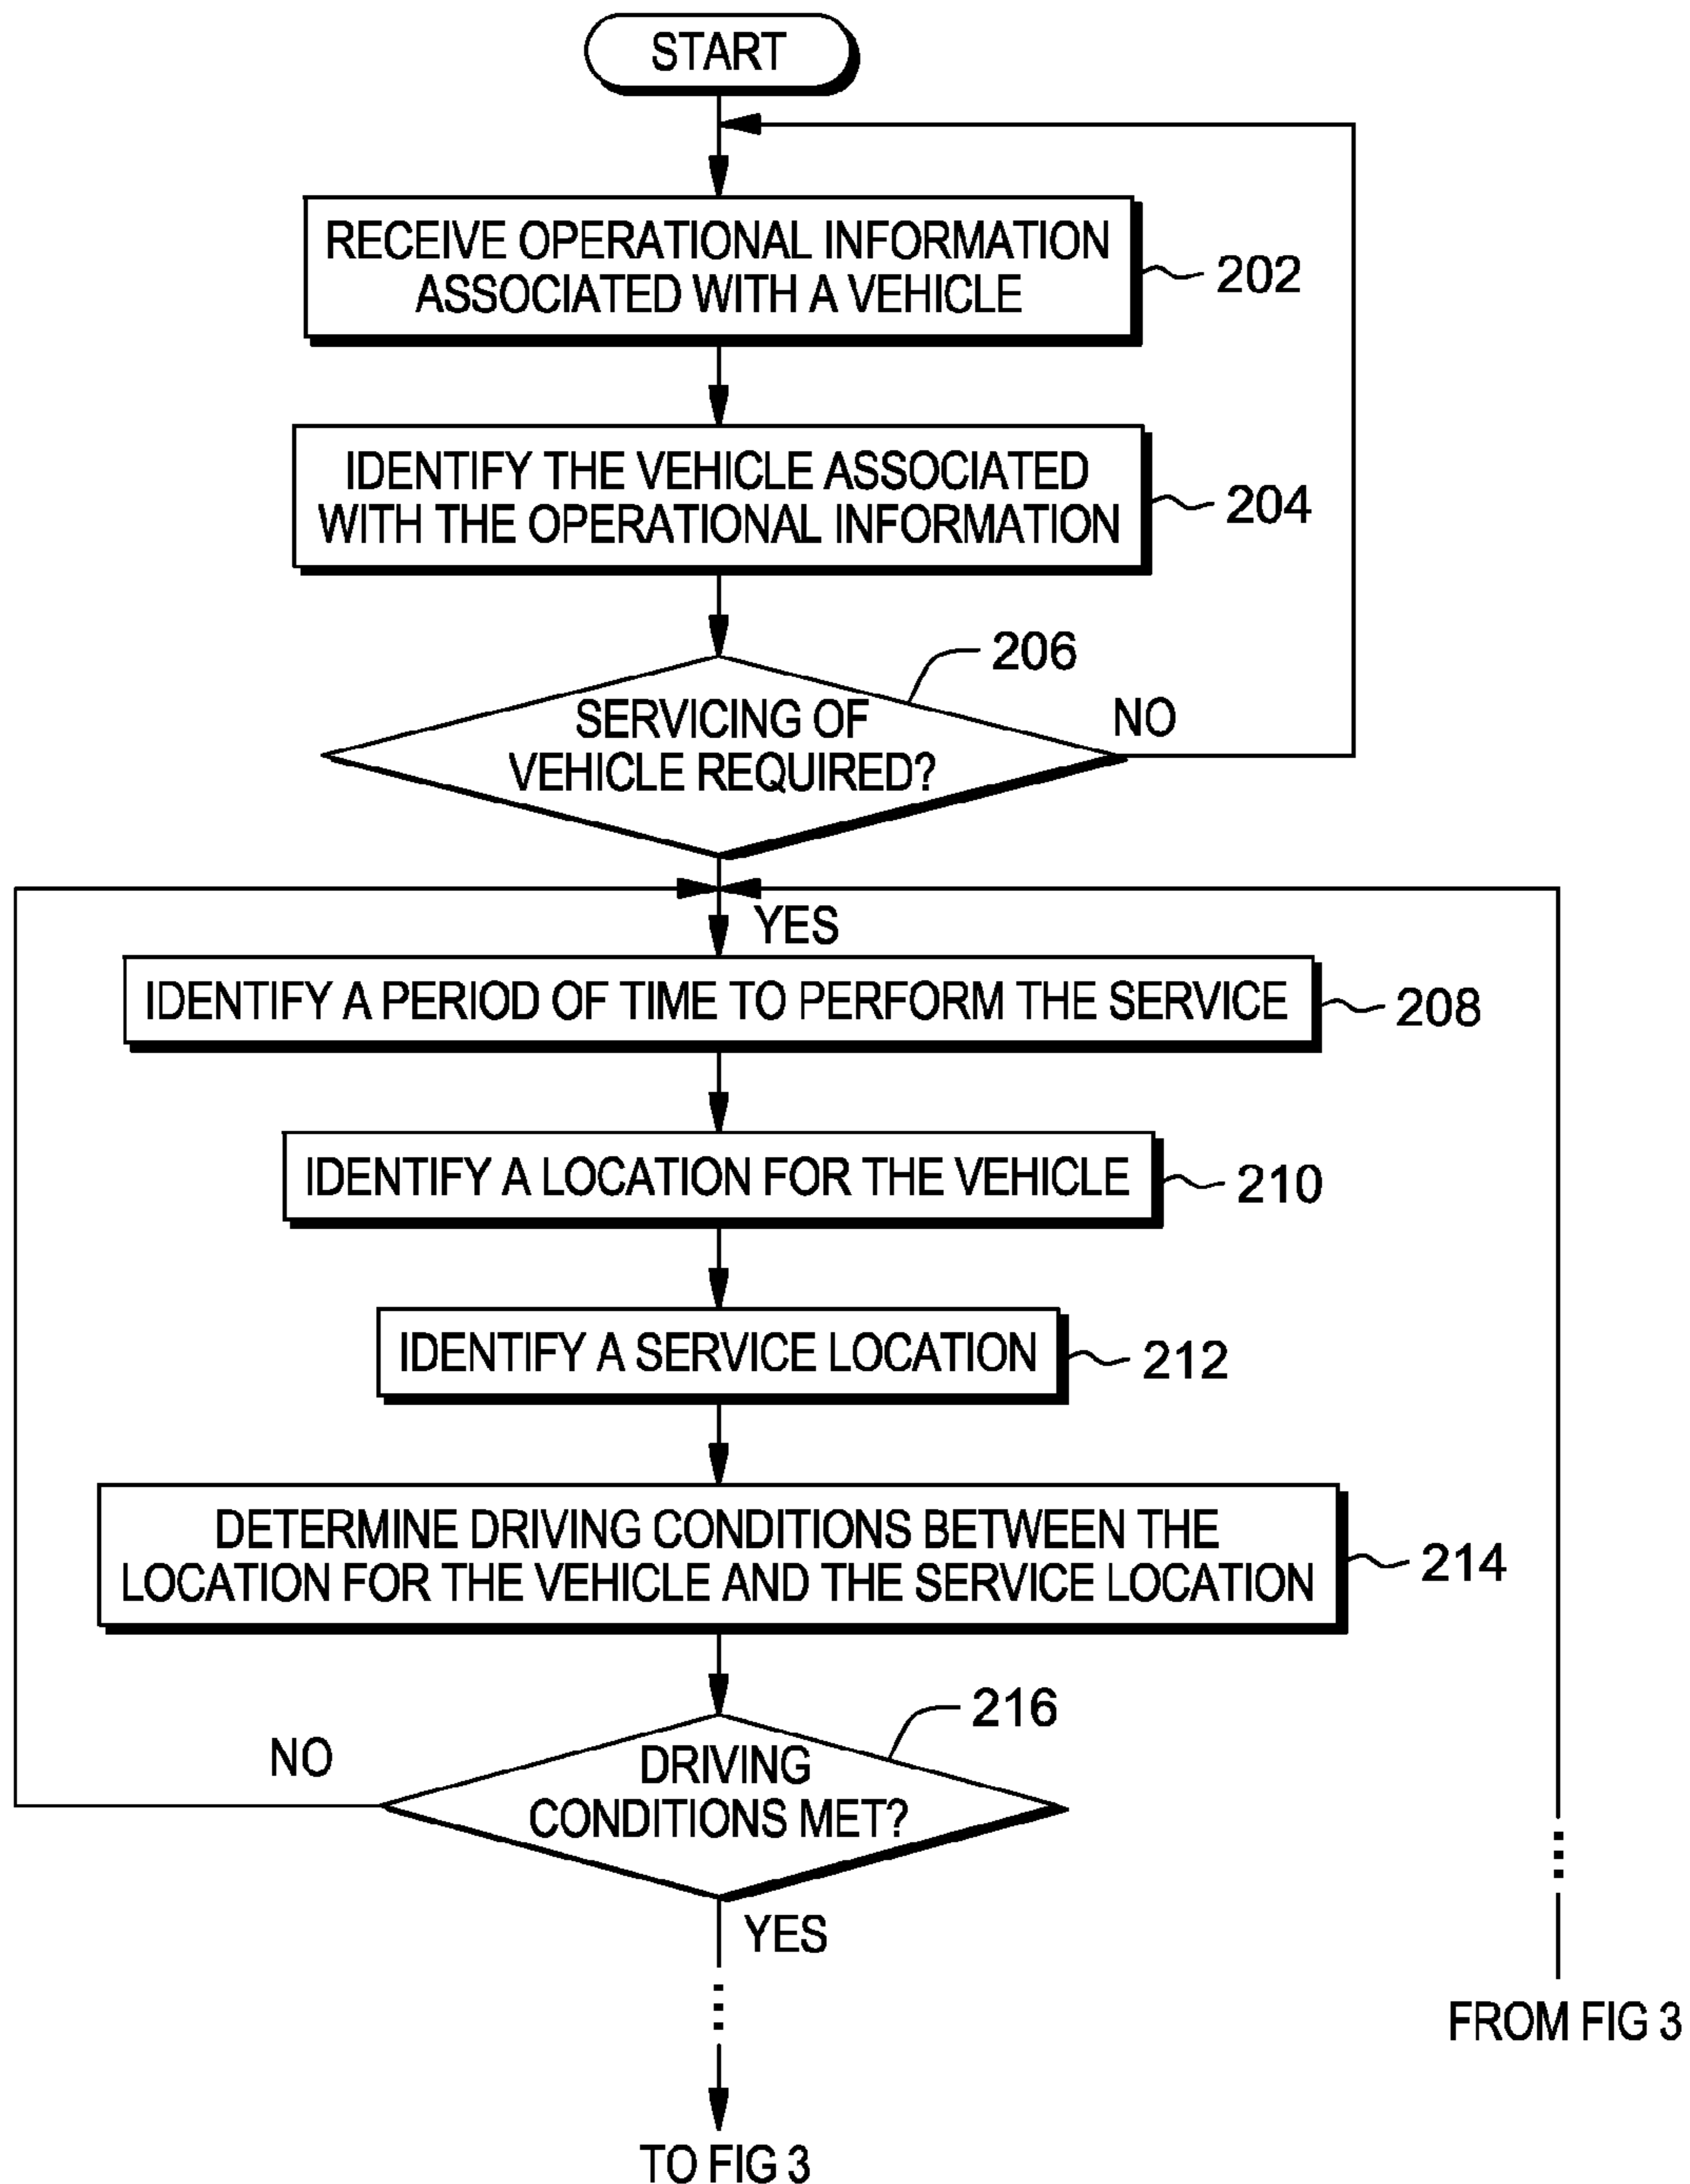 START
RECEIVE OPERATIONAL INFORMATION
ASSOCIATED WITH A VEHICLE
202
IDENTIFY THE VEHICLE ASSOCIATED
WITH THE OPERATIONAL INFORMATION
204
206
SERVICING OF
VEHICLE REQUIRED?
NO
YES
IDENTIFY A PERIOD OF TIME TO PERFORM THE SERVICE
208
IDENTIFY A LOCATION FOR THE VEHICLE
210
IDENTIFY A SERVICE LOCATION
212
DETERMINE DRIVING CONDITIONS BETWEEN THE
LOCATION FOR THE VEHICLE AND THE SERVICE LOCATION
214
216
NO
DRIVING
CONDITIONS MET?
YES
FROM FIG 3
TO FIG 3